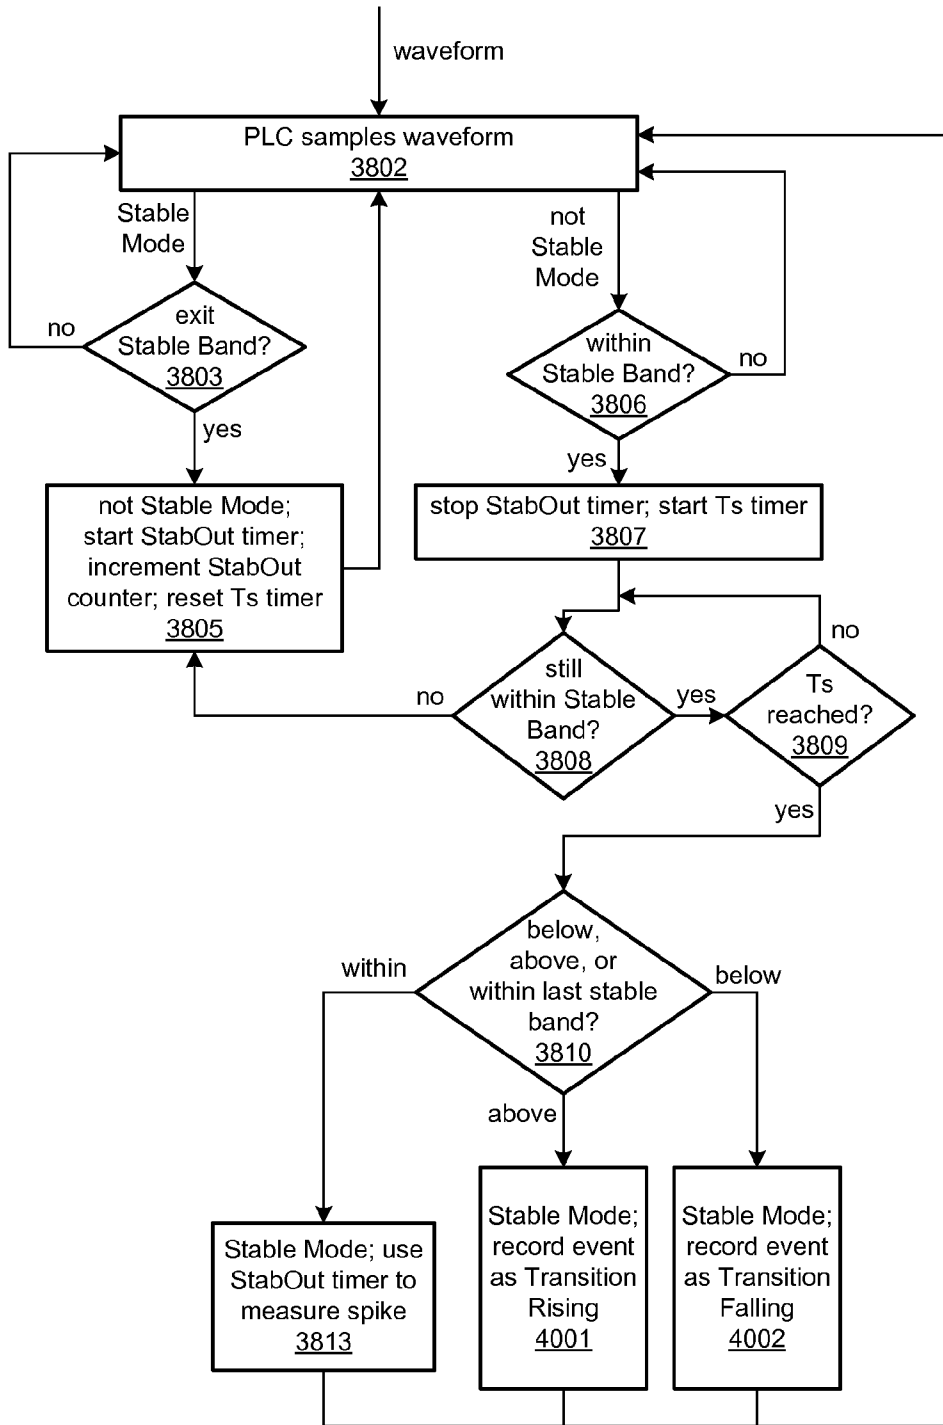 waveform
PLC samples waveform
3802
Stable
Mode
not
Stable
Mode
no
exit
Stable Band?
3803
yes
within
Stable Band?
3806
no
yes
not Stable Mode;
start StabOut timer;
increment StabOut
counter; reset Ts timer
3805
stop StabOut timer; start Ts timer
3807
no
still
within Stable
Band?
3808
yes
no
Ts
reached?
3809
yes
below,
above, or
within last stable
band?
3810
within
below
above
Stable Mode; use
StabOut timer to
measure spike
3813
Stable Mode;
record event
as Transition
Rising
4001
Stable Mode;
record event
as Transition
Falling
4002